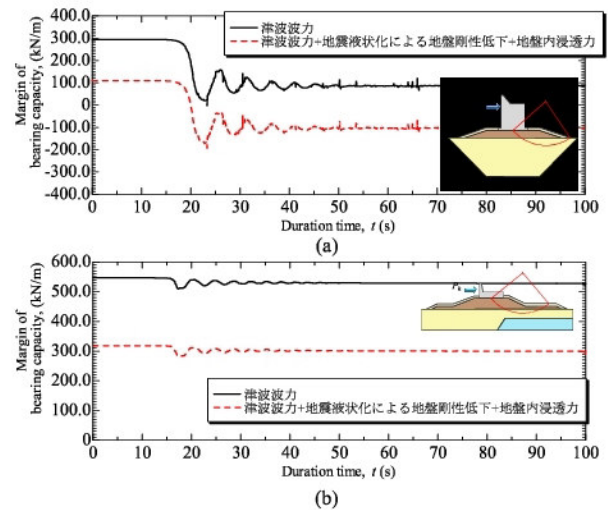 (a)
津波波力
津波波力+地震液状化による地盤剛性低下+地盤内浸透力
Margin of
bearing capacity, (kN/m)
400.0
300.0
200.0
100.0
0
-100.0
-200.0
-300.0
-400.0
0 10 20 30 40 50 60 70 80 90 100
Duration time, t (s)
(a)
Margin of
bearing capacity, (kN/m)
600.0
500.0
400.0
300.0
200.0
100.0
0.0
津波波力
津波波力+地震液状化による地盤剛性低下+地盤内浸透力
0 10 20 30 40 50 60 70 80 90 100
Duration time, t (s)
(b)